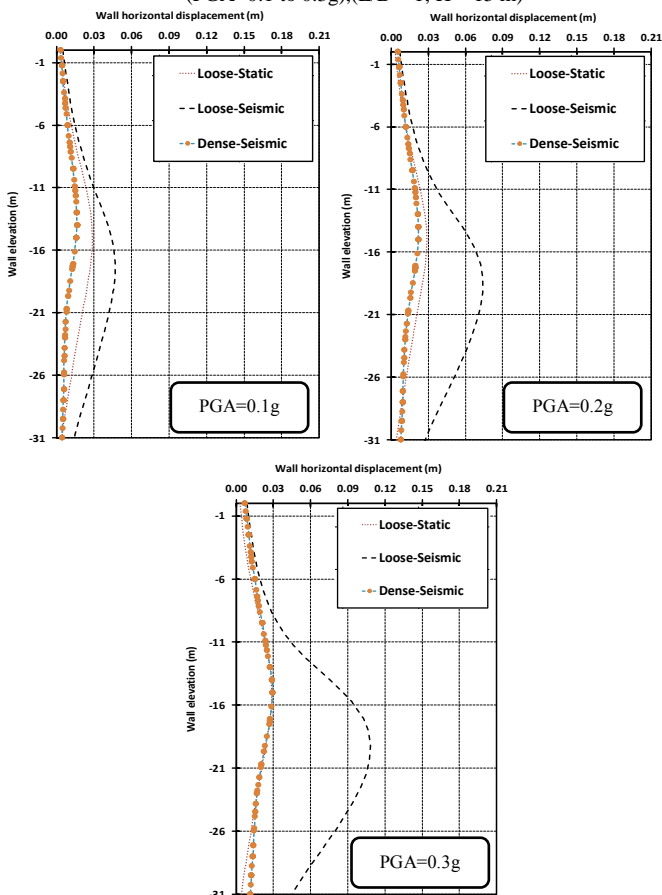 Wall horizontal displacement (m)
0.00 0.03 0.06 0.09 0.12 0.15 0.18 0.21
-1
-6
-11
-16
-21
-26
-31
Wall elevation (m)
Loose-Static
Loose-Seismic
Dense-Seismic
PGA=0.1g
Wall horizontal displacement (m)
0.00 0.03 0.06 0.09 0.12 0.15 0.18 0.21
-1
-6
-11
-16
-21
-26
-31
Wall elevation (m)
Loose-Static
Loose-Seismic
Dense-Seismic
PGA=0.2g
Wall horizontal displacement (m)
0.00 0.03 0.06 0.09 0.12 0.15 0.18 0.21
-1
-6
-11
-16
-21
-26
-31
Wall elevation (m)
Loose-Static
Loose-Seismic
Dense-Seismic
PGA=0.3g